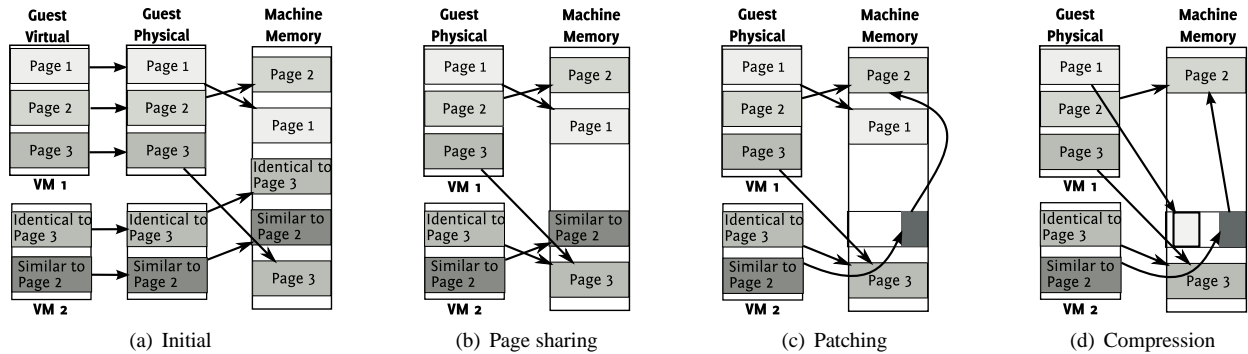 Guest
Virtual
Guest
Physical
Machine
Memory
Page 1
Page 2
Page 3
VM 1
Identical to
Page 3
Similar to
Page 2
VM 2
Page 1
Page 2
Page 3
Identical to
Page 3
Similar to
Page 2
Page 2
Page 1
Identical to
Page 3
Similar to
Page 2
Page 3
(a) Initial
Guest
Physical
Machine
Memory
Page 1
Page 2
Page 3
VM 1
Identical to
Page 3
Similar to
Page 2
VM 2
Page 2
Page 1
Similar to
Page 2
Page 3
(b) Page sharing
Guest
Physical
Machine
Memory
Page 1
Page 2
Page 3
VM 1
Identical to
Page 3
Similar to
Page 2
VM 2
Page 2
Page 1
Page 3
(c) Patching
Guest
Physical
Machine
Memory
Page 1
Page 2
Page 3
VM 1
Identical to
Page 3
Similar to
Page 2
VM 2
Page 2
Page 3
(d) Compression